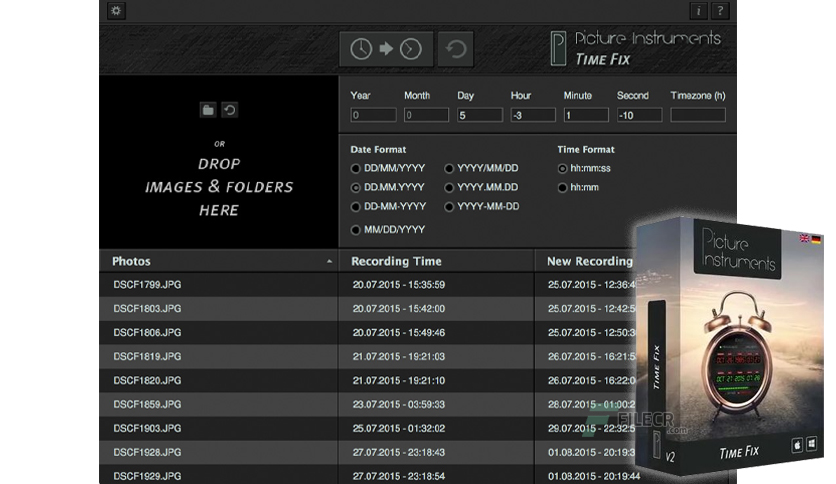 i ?
Picture Instruments
TIME FIX
Year Month Day Hour Minute Second Timezone (h)
0 0 5 -3 1 -10
OR
DROP
IMAGES & FOLDERS
HERE
Date Format Time Format
DD/MM/YYYY YYYY/MM/DD hh:mm:ss
DD.MM.YYYY YYYY.MM.DD hh:mm
DD-MM-YYYY YYYY-MM-DD
MM/DD/YYYY
Photos Recording Time New Recording
DSCF1799.JPG 20.07.2015 - 15:35:59 25.07.2015 - 12:36:4
DSCF1803.JPG 20.07.2015 - 15:42:00 25.07.2015 - 12:42:5
DSCF1806.JPG 20.07.2015 - 15:49:46 25.07.2015 - 12:50:3
DSCF1819.JPG 21.07.2015 - 19:21:03 26.07.2015 - 16:21:5
DSCF1820.JPG 21.07.2015 - 19:21:10 26.07.2015 - 16:22:0
DSCF1859.JPG 23.07.2015 - 03:59:33 28.07.2015 - 01:00:2
DSCF1903.JPG 25.07.2015 - 01:32:02 29.07.2015 - 22:32:5
DSCF1928.JPG 27.07.2015 - 23:18:43 01.08.2015 - 20:19:3
DSCF1929.JPG 27.07.2015 - 23:18:54 01.08.2015 - 20:19:44
Picture
Instruments
TIME FIX
V2
TIME FIX
FILECR
.com